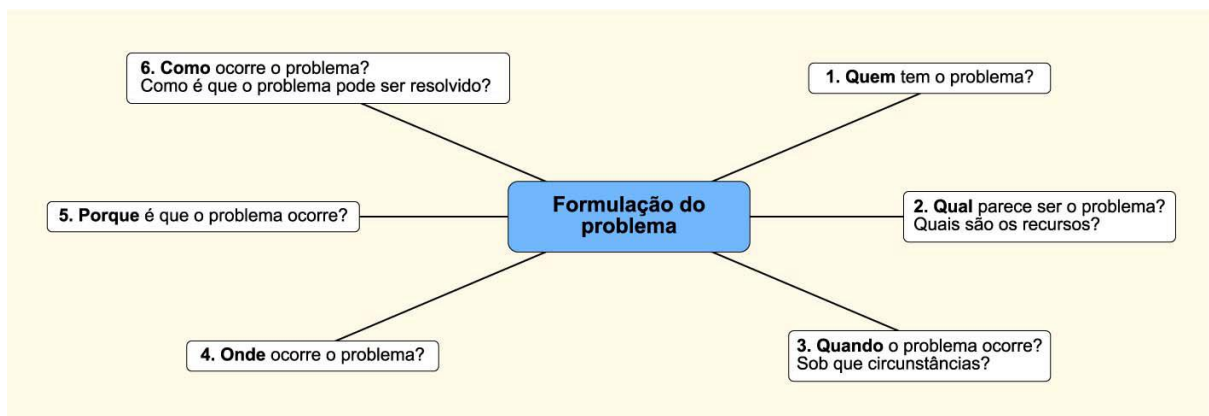 Formulação do
problema
1. Quem tem o problema?
2. Qual parece ser o problema?
Quais são os recursos?
3. Quando o problema ocorre?
Sob que circunstâncias?
4. Onde ocorre o problema?
5. Porque é que o problema ocorre?
6. Como ocorre o problema?
Como é que o problema pode ser resolvido?